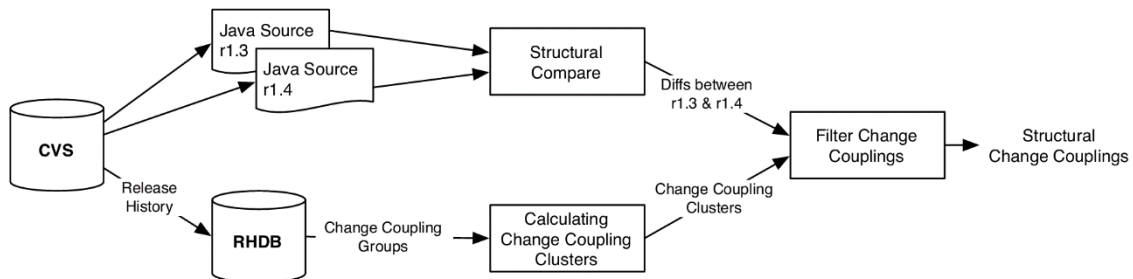 Java Source
r1.3
Java Source
r1.4
Structural
Compare
Diffs between
r1.3 & r1.4
CVS
Filter Change
Couplings
Structural
Change Couplings
Release
History
Change Coupling
Clusters
RHDB
Change Coupling
Groups
Calculating
Change Coupling
Clusters